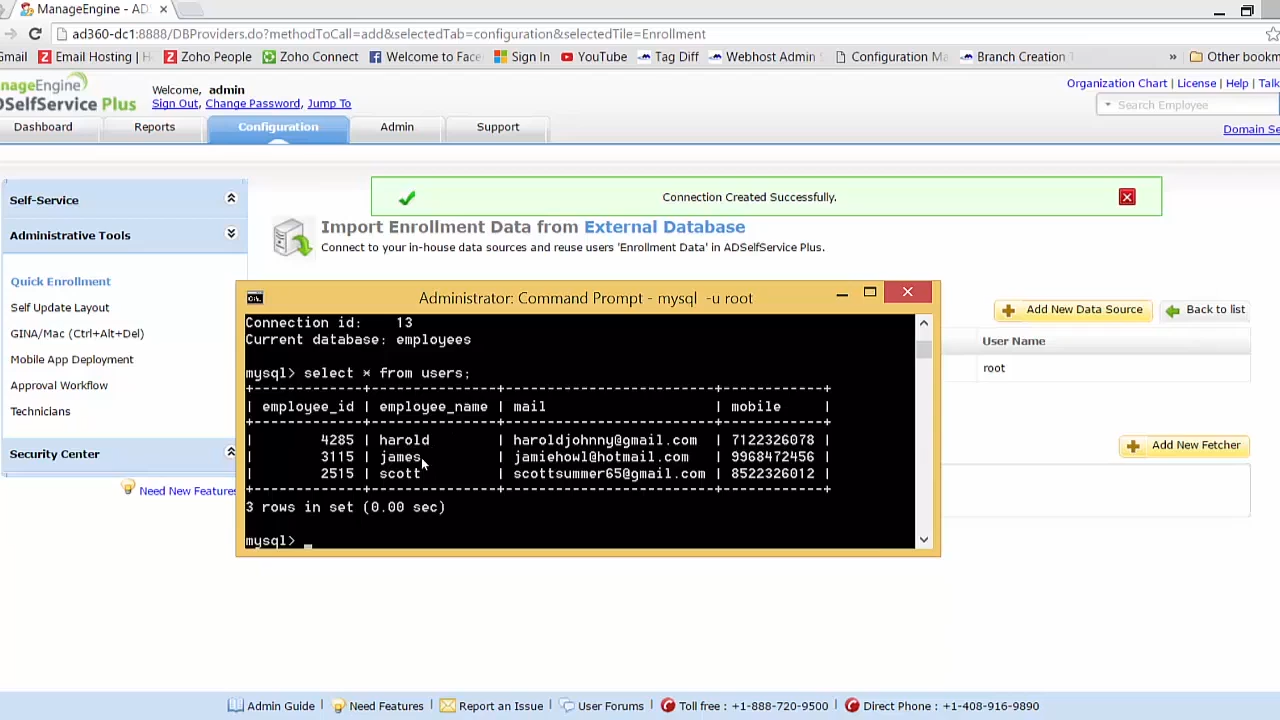 ManageEngine - AD
ad360-dc1:8888/DBProviders.do?methodToCall=add&selectedTab=configuration&selectedTile=Enrollment
Gmail Email Hosting | H Zoho People Zoho Connect Welcome to Face Sign In YouTube Tag Diff Webhost Admin Configuration Ma Branch Creation T » Other bookm
nageEngine
DSelfService Plus
Welcome, admin
Sign Out, Change Password, Jump To
Organization Chart | License | Help | Talk
Search Employee
Dashboard Reports Configuration Admin Support
Domain Se
Self-Service
Administrative Tools
Quick Enrollment
Self Update Layout
GINA/Mac (Ctrl+Alt+Del)
Mobile App Deployment
Approval Workflow
Technicians
Security Center
Need New Features
Connection Created Successfully.
Import Enrollment Data from External Database
Connect to your in-house data sources and reuse users 'Enrollment Data' in ADSelfService Plus.
Add New Data Source Back to list
User Name
root
Add New Fetcher
Administrator: Command Prompt - mysql -u root
Connection id: 13
Current database: employees
mysql> select * from users;
+--------------+---------------+-------------------------+------------+
| employee_id | employee_name | mail | mobile |
+--------------+---------------+-------------------------+------------+
| 4285 | harold | haroldjohnny@gmail.com | 7122326078 |
| 3115 | james | jamiehowl@hotmail.com | 9968472456 |
| 2515 | scott | scottsummer65@gmail.com | 8522326012 |
+--------------+---------------+-------------------------+------------+
3 rows in set (0.00 sec)
mysql> _
Admin Guide | Need Features | Report an Issue | User Forums | Toll free : +1-888-720-9500 | Direct Phone : +1-408-916-9890